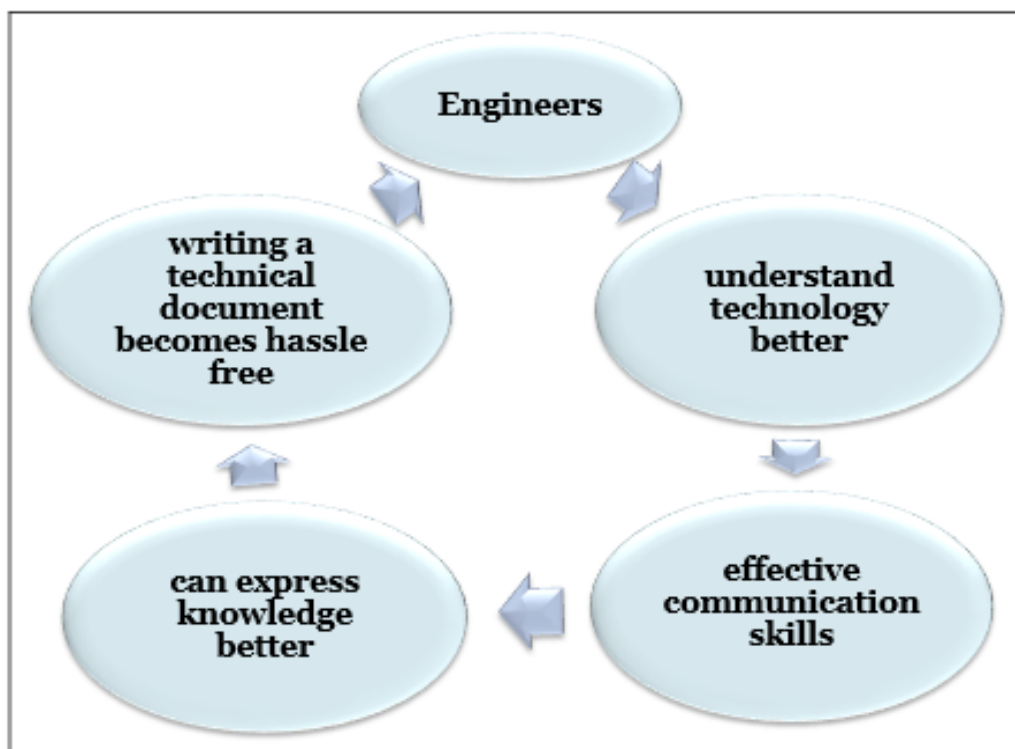 Engineers
understand
technology
better
effective
communication
skills
can express
knowledge
better
writing a
technical
document
becomes hassle
free